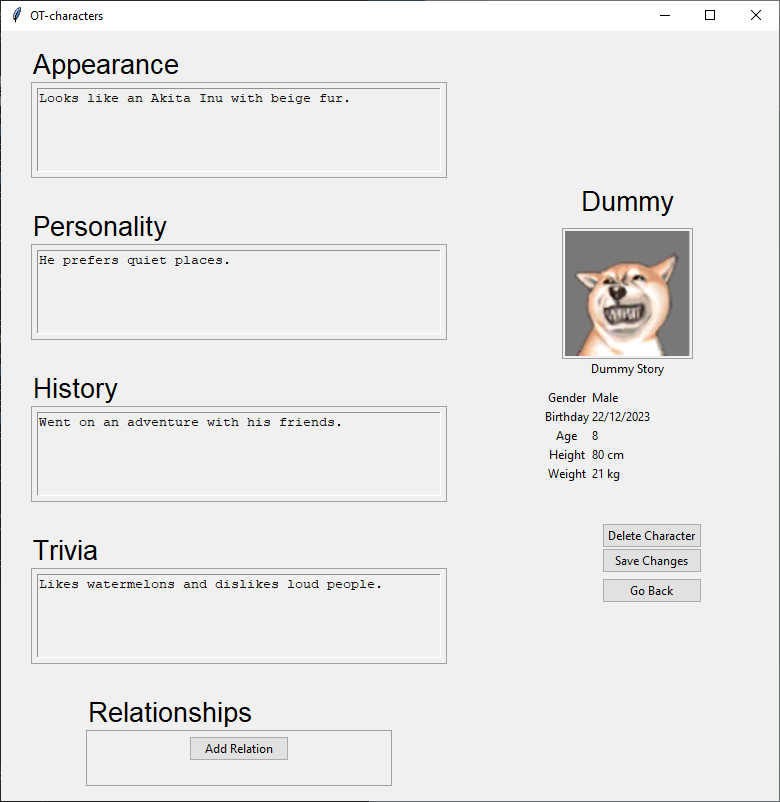 OT-characters
Appearance
Looks like an Akita Inu with beige fur.
Personality
He prefers quiet places.
History
Went on an adventure with his friends.
Trivia
Likes watermelons and dislikes loud people.
Relationships
Add Relation
Dummy
Dummy Story
Gender Male
Birthday 22/12/2023
Age 8
Height 80 cm
Weight 21 kg
Delete Character
Save Changes
Go Back